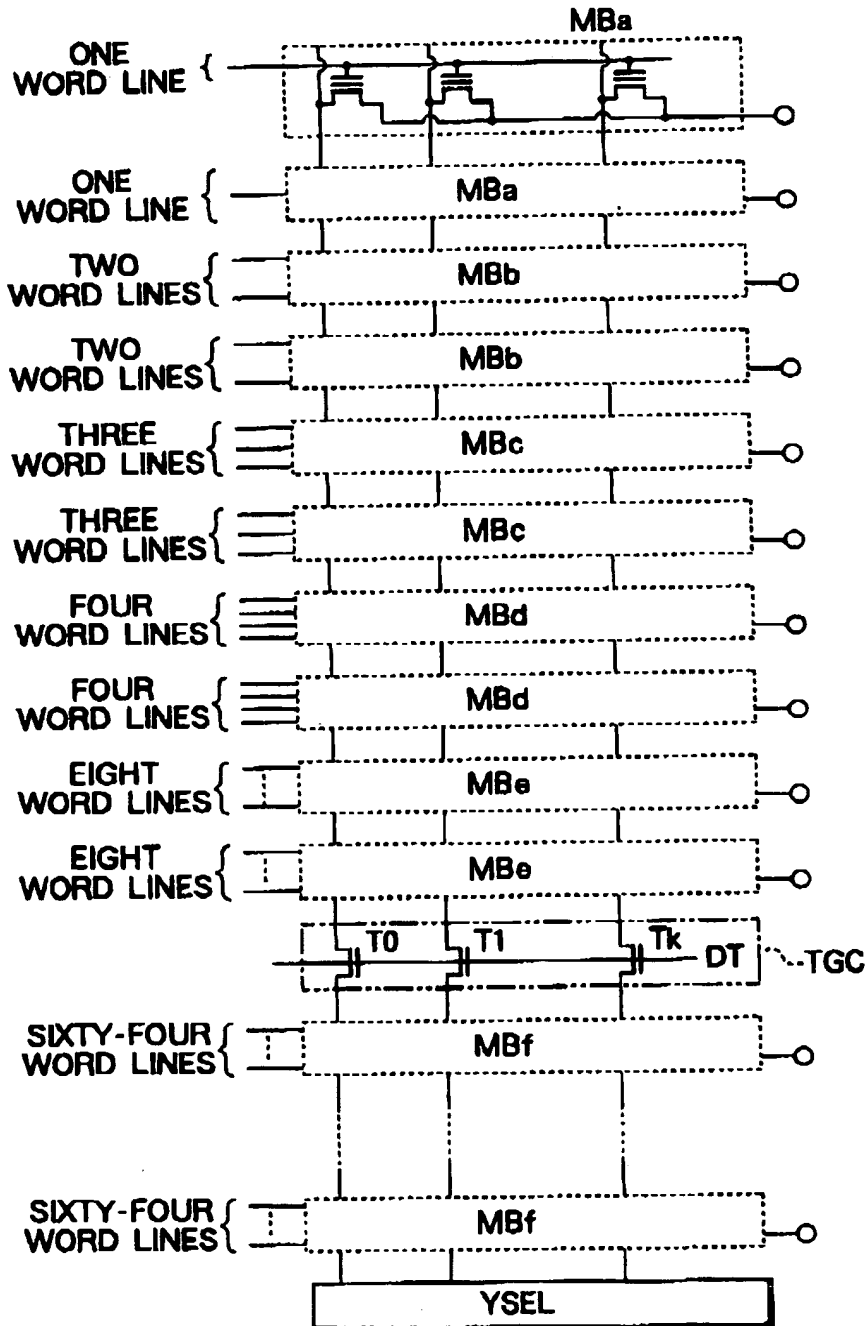 MBa
ONE
WORD LINE
ONE
WORD LINE
MBa
TWO
WORD LINES
MBb
TWO
WORD LINES
MBb
THREE
WORD LINES
MBc
THREE
WORD LINES
MBc
FOUR
WORD LINES
MBd
FOUR
WORD LINES
MBd
EIGHT
WORD LINES
MBe
EIGHT
WORD LINES
MBe
T0 T1 Tk DT TGC
SIXTY-FOUR
WORD LINES
MBf
SIXTY-FOUR
WORD LINES
MBf
YSEL